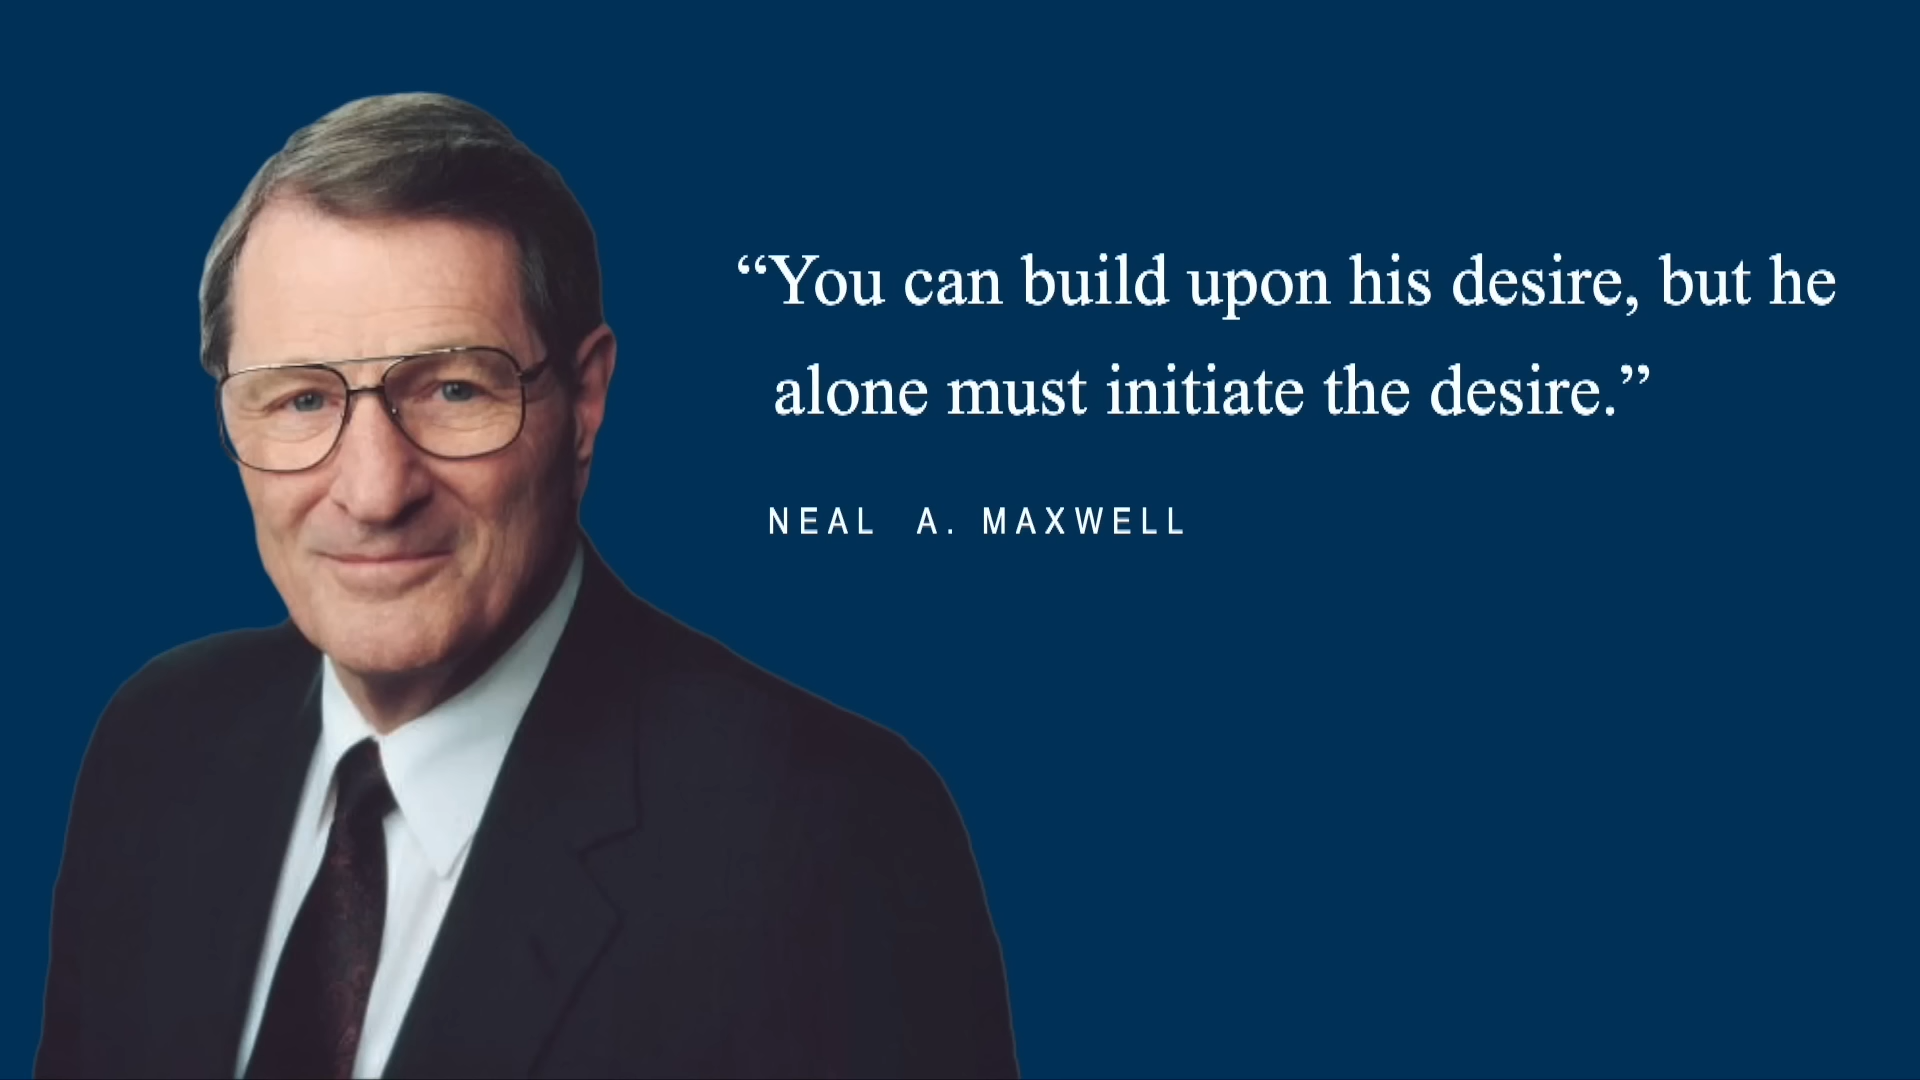 “You can build upon his desire, but he
alone must initiate the desire.”
NEAL A. MAXWELL